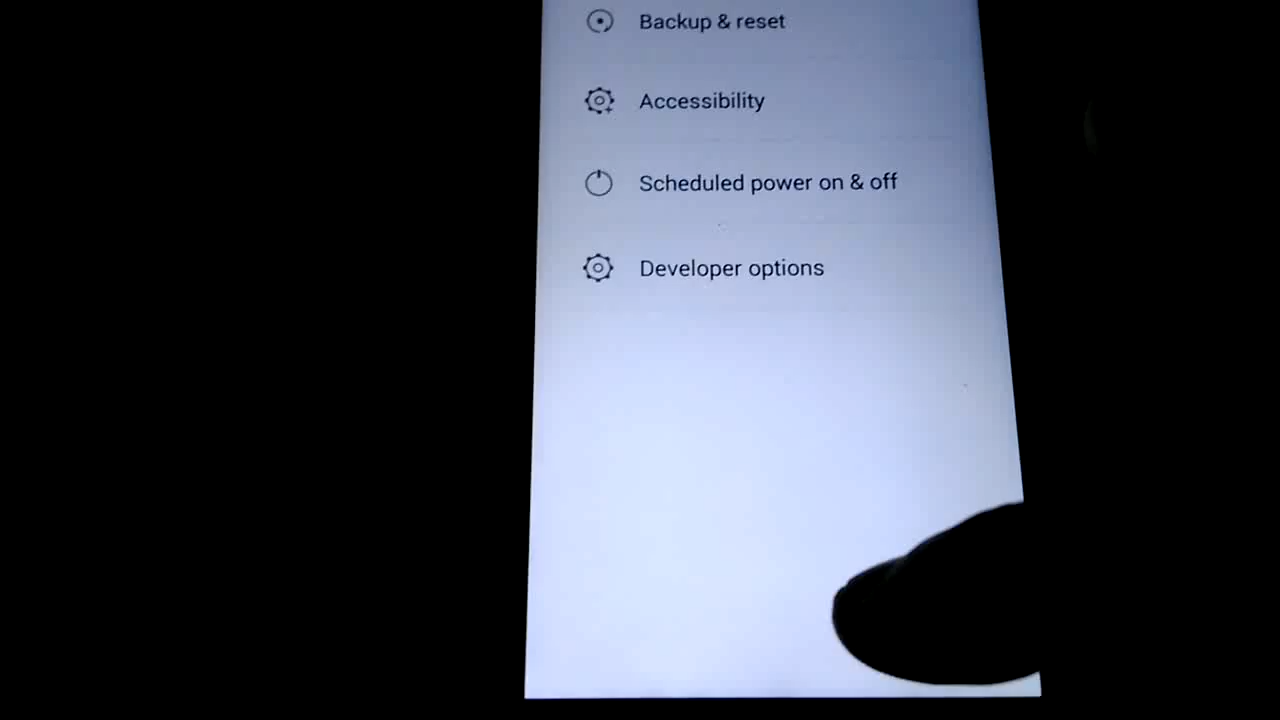 Backup & reset
Accessibility
Scheduled power on & off
Developer options